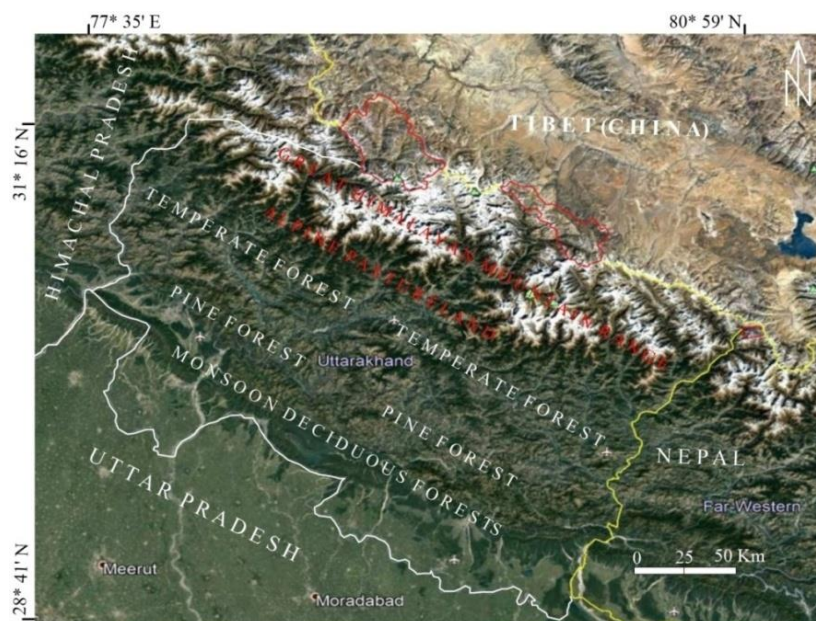 77* 35' E
80* 59' N
31* 16' N
28* 41' N
N
HIMACHAL PRADESH
TIBET(CHINA)
GREAT HIMALAYAN MOUNTAIN RANGE
ALPINE PASTURELAND
TEMPERATE FOREST
TEMPERATE FOREST
PINE FOREST
Uttarakhand
PINE FOREST
MONSOON DECIDUOUS FORESTS
UTTAR PRADESH
NEPAL
Far-Western
Meerut
Moradabad
0 25 50 Km